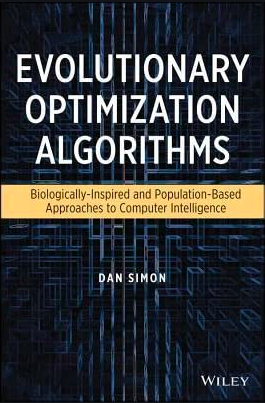 EVOLUTIONARY
OPTIMIZATION
ALGORITHMS
Biologically-Inspired and Population-Based
Approaches to Computer Intelligence
DAN SIMON
WILEY